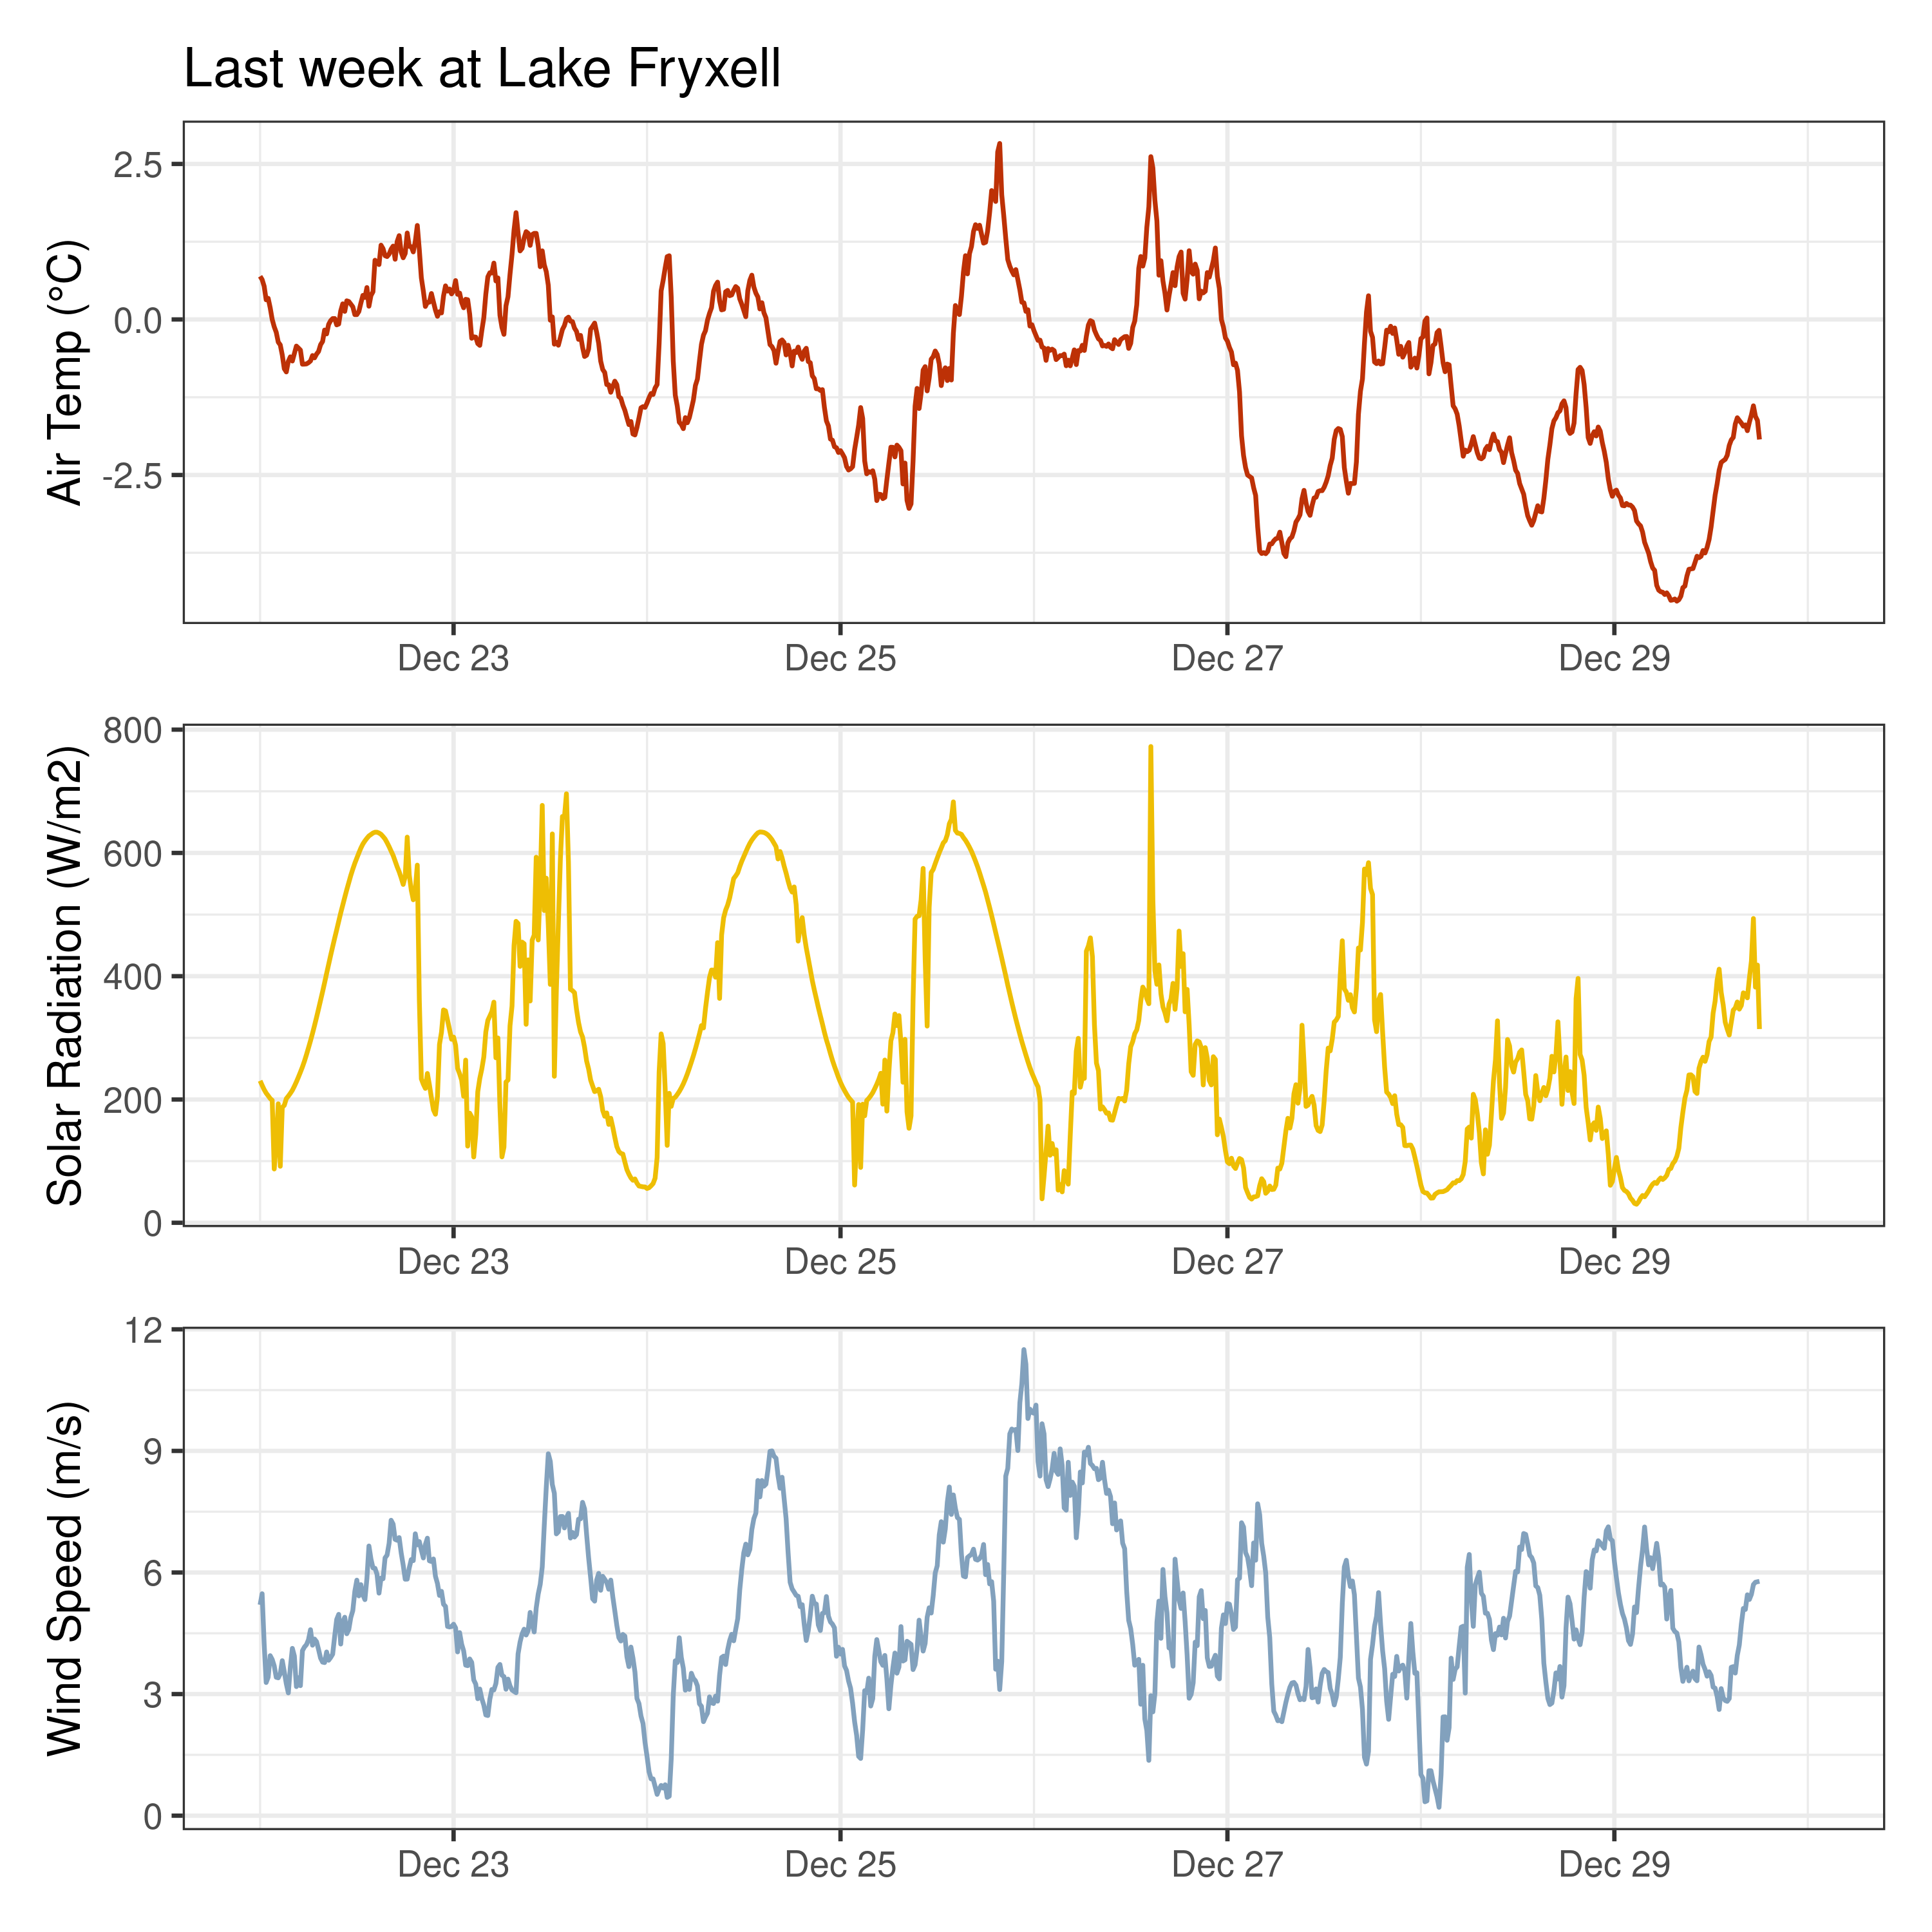 Last week at Lake Fryxell
Air Temp (°C)
2.5
0.0
-2.5
Dec 23 Dec 25 Dec 27 Dec 29
Solar Radiation (W/m2)
800
600
400
200
0
Dec 23 Dec 25 Dec 27 Dec 29
Wind Speed (m/s)
12
9
6
3
0
Dec 23 Dec 25 Dec 27 Dec 29